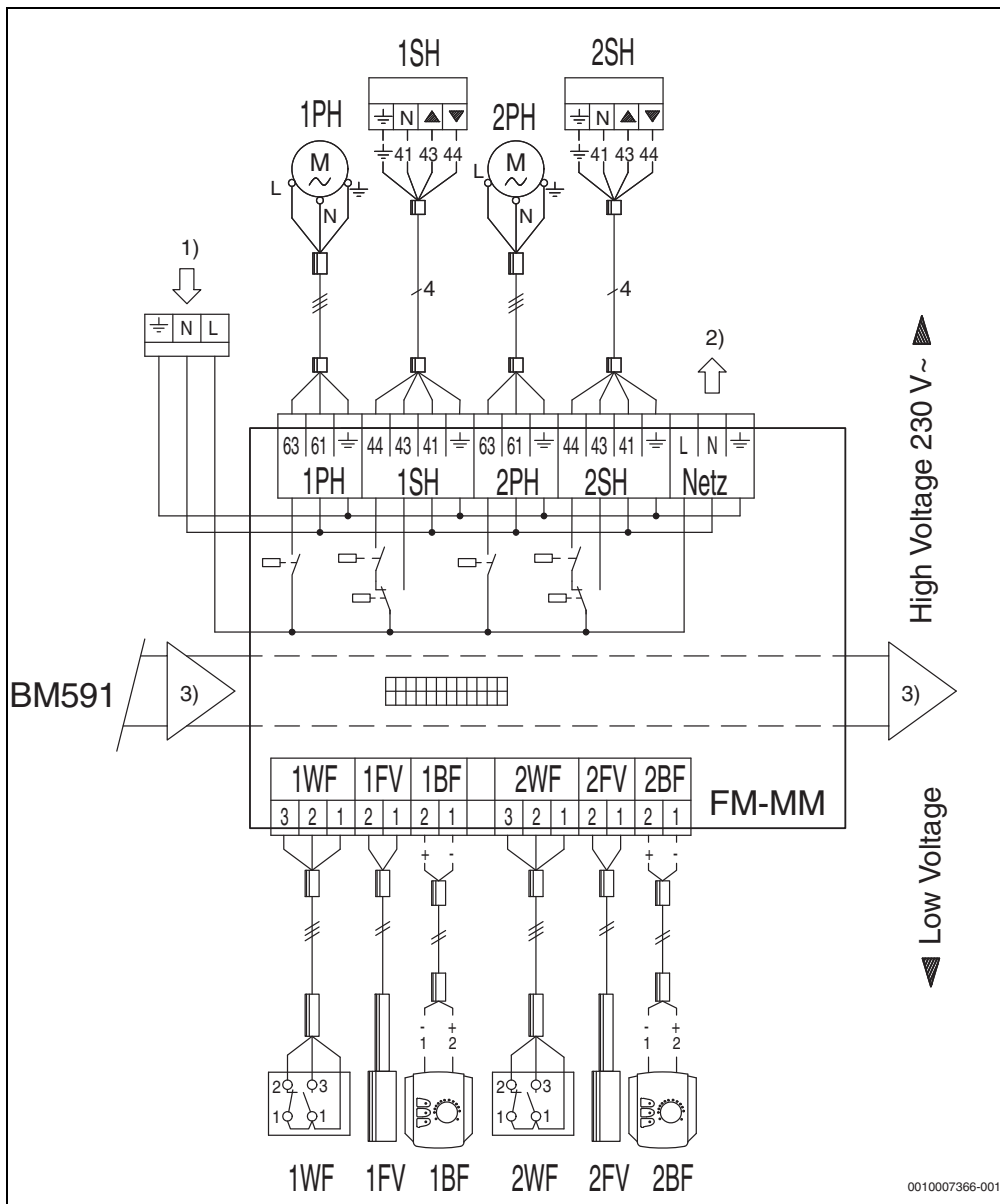 1SH 2SH
N N
1PH 2PH
41 43 44 41 43 44
M M
L L
N N
1)
4 4
N L
2)
63 61 44 43 41 63 61 44 43 41 L N
1PH 1SH 2PH 2SH Netz
High Voltage 230 V~
BM591
3) 3)
1WF 1FV 1BF 2WF 2FV 2BF
3 2 1 2 1 2 1 3 2 1 2 1 2 1
FM-MM
+ - + -
Low Voltage
- + - +
1 2 1 2
2 3 2 3
1 1 1 1
1WF 1FV 1BF 2WF 2FV 2BF
0010007366-001